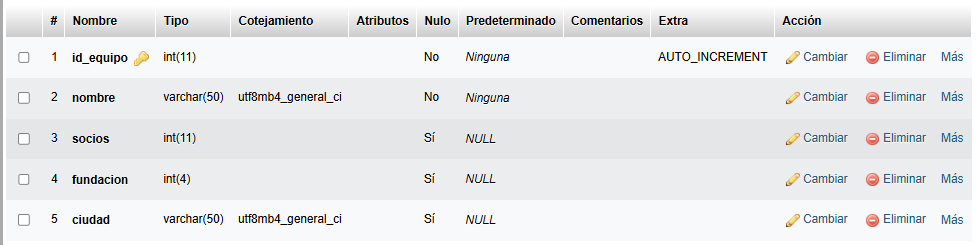 # Nombre Tipo Cotejamiento Atributos Nulo Predeterminado Comentarios Extra Acción
1 id_equipo int(11) No Ninguna AUTO_INCREMENT Cambiar Eliminar Más
2 nombre varchar(50) utf8mb4_general_ci No Ninguna Cambiar Eliminar Más
3 socios int(11) Sí NULL Cambiar Eliminar Más
4 fundacion int(4) Sí NULL Cambiar Eliminar Más
5 ciudad varchar(50) utf8mb4_general_ci Sí NULL Cambiar Eliminar Más